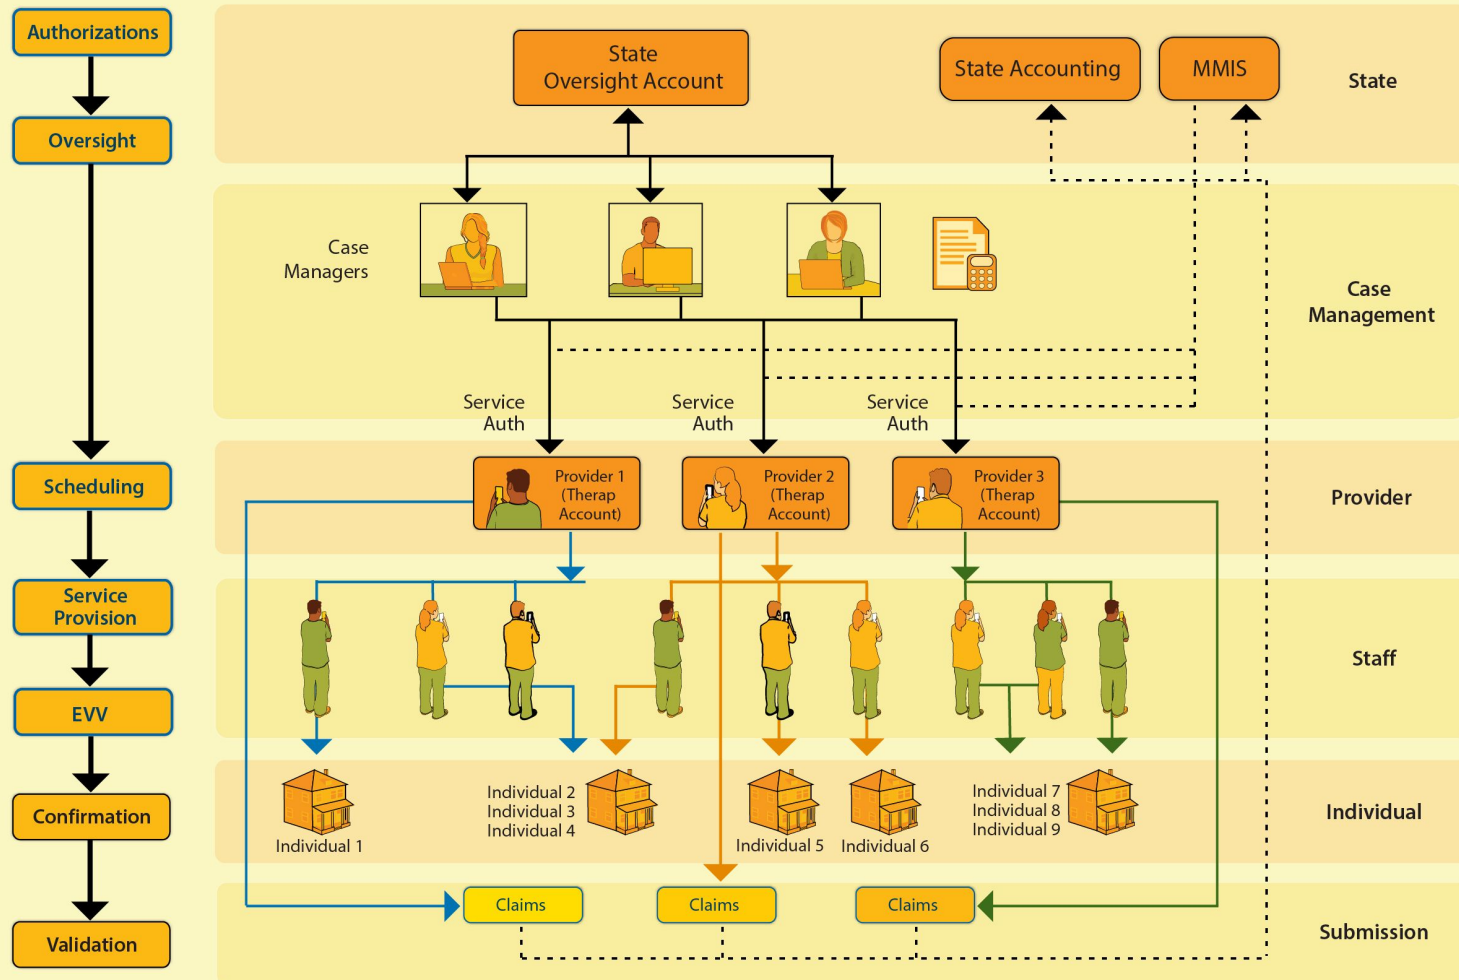 Authorizations
Oversight
Scheduling
Service
Provision
EVV
Confirmation
Validation
State
Oversight Account
State Accounting
MMIS
State
Case
Managers
Case
Management
Service
Auth
Service
Auth
Service
Auth
Provider 1
(Therap
Account)
Provider 2
(Therap
Account)
Provider 3
(Therap
Account)
Provider
Staff
Individual 1
Individual 2
Individual 3
Individual 4
Individual 5
Individual 6
Individual 7
Individual 8
Individual 9
Individual
Claims
Claims
Claims
Submission